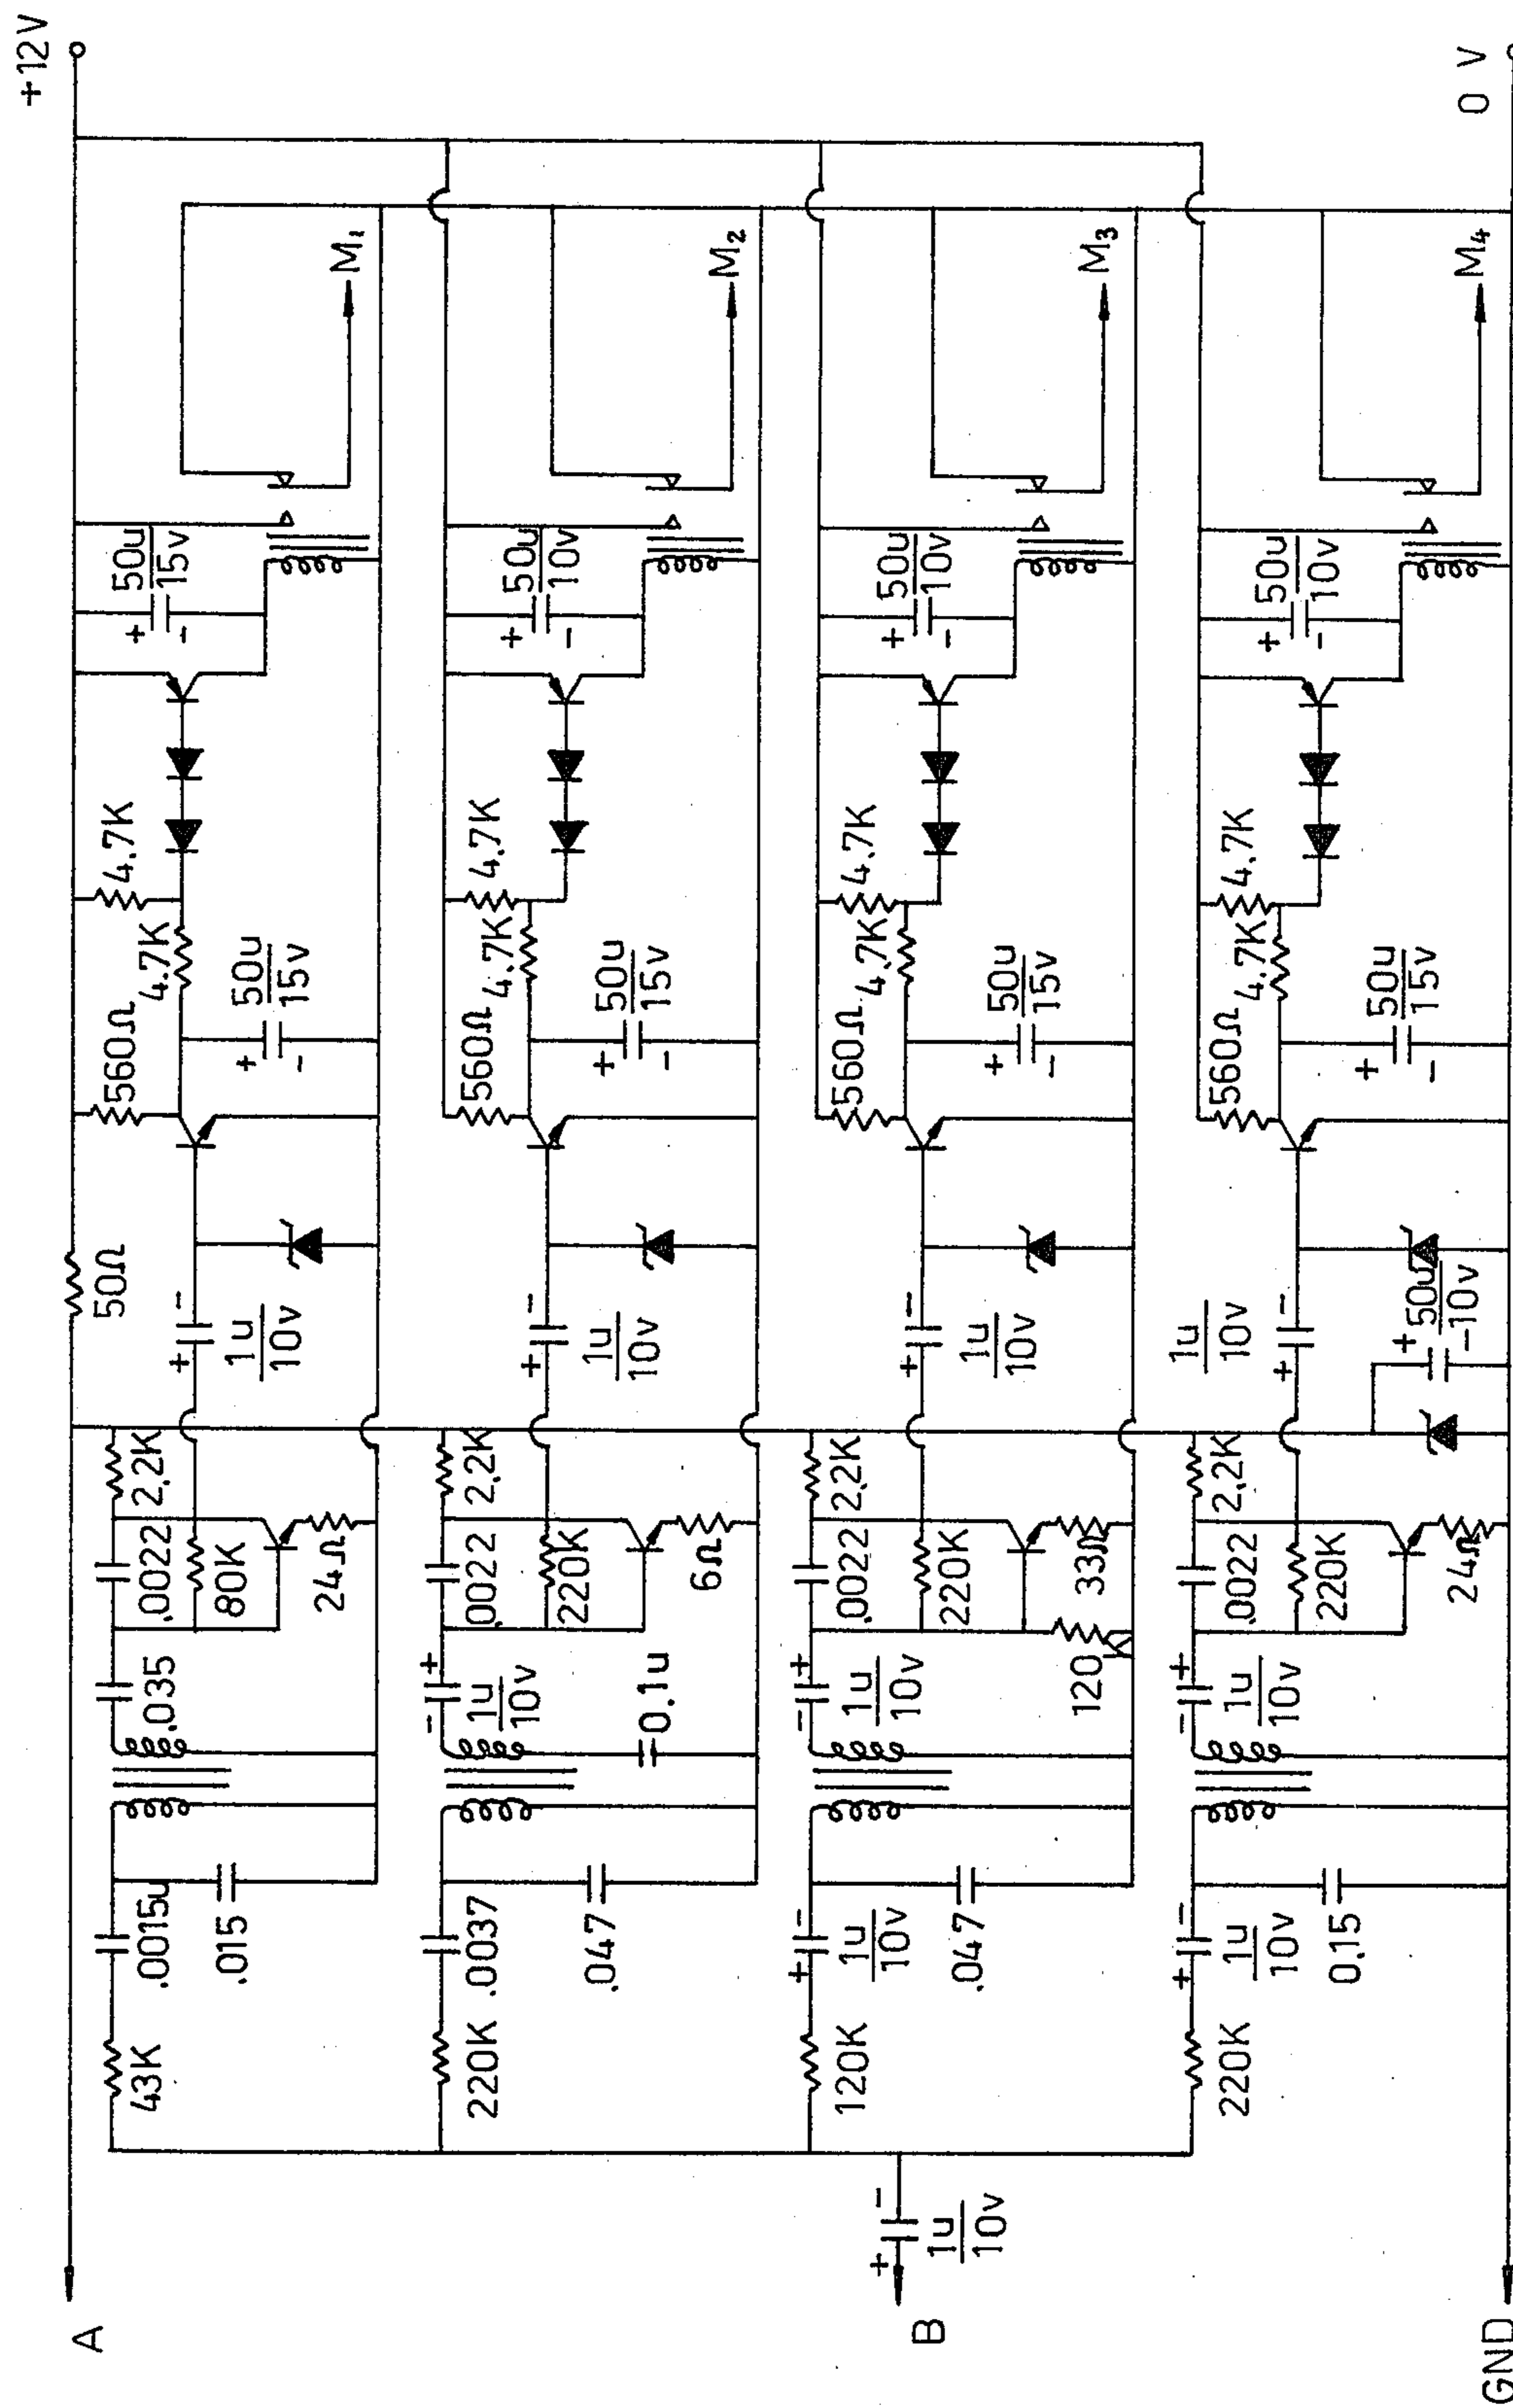 +12V
0 V
M₁
M₂
M₃
M₄
50u
15v
+
−
4.7K
4.7K
560Ω
50u
15v
+
−
50Ω
1u
10v
+ −
2.2K
.0022
80K
24Ω
.035
.0015u
.015
43K
50u
10v
+
−
4.7K
4.7K
560Ω
50u
15v
+
−
1u
10v
+ −
2.2K
.0022
220K
6Ω
− +
1u
10v
0.1u
.0037
.047
220K
50u
10v
+
−
4.7K
4.7K
560Ω
50u
15v
+
−
1u
10v
+ −
2.2K
.0022
220K
33Ω
120K
− +
1u
10v
+ −
1u
10v
.047
120K
50u
10v
+
−
4.7K
4.7K
560Ω
50u
15v
+
−
1u
10v
+ −
+
50u
−10v
2.2K
.0022
220K
24Ω
− +
1u
10v
+ −
1u
10v
0.15
220K
+ −
1u
10v
A
B
GND